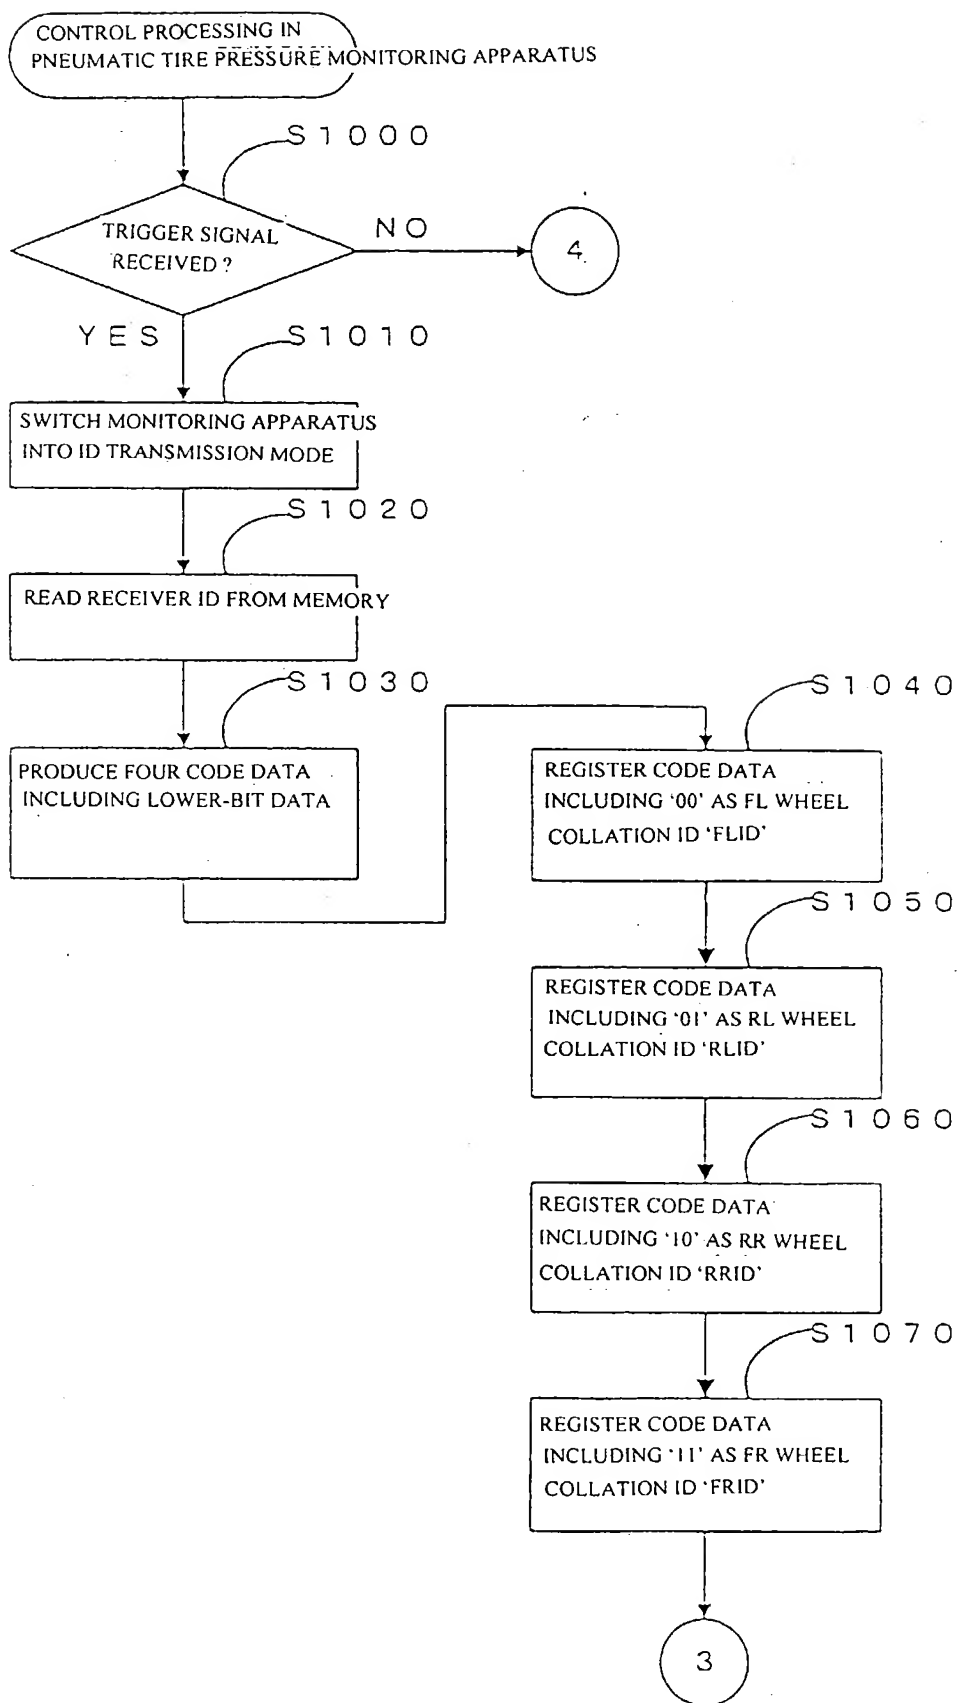 CONTROL PROCESSING IN
PNEUMATIC TIRE PRESSURE MONITORING APPARATUS
S1000
TRIGGER SIGNAL
RECEIVED ?
NO
4
YES
S1010
SWITCH MONITORING APPARATUS
INTO ID TRANSMISSION MODE
S1020
READ RECEIVER ID FROM MEMORY
S1030
PRODUCE FOUR CODE DATA
INCLUDING LOWER-BIT DATA
S1040
REGISTER CODE DATA
INCLUDING ‘00’ AS FL WHEEL
COLLATION ID ‘FLID’
S1050
REGISTER CODE DATA
INCLUDING ‘01’ AS RL WHEEL
COLLATION ID ‘RLID’
S1060
REGISTER CODE DATA
INCLUDING ‘10’ AS RR WHEEL
COLLATION ID ‘RRID’
S1070
REGISTER CODE DATA
INCLUDING ‘11’ AS FR WHEEL
COLLATION ID ‘FRID’
3